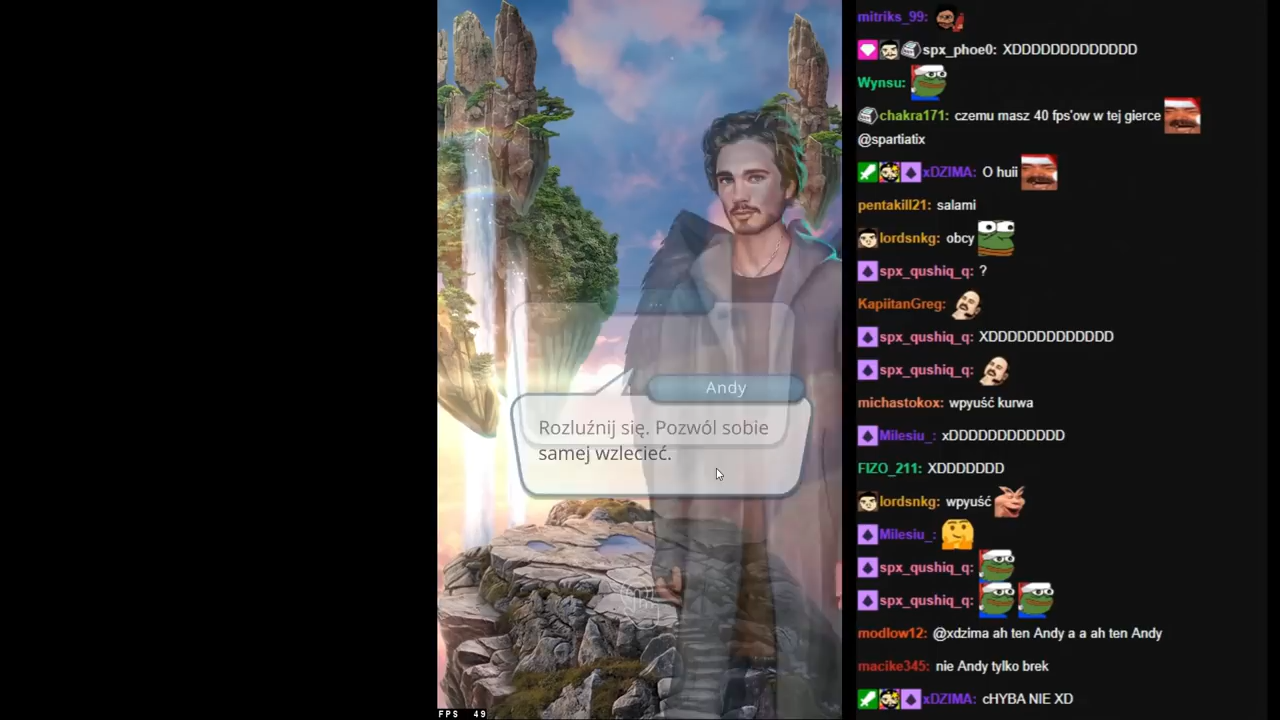 Andy
Rozluźnij się. Pozwól sobie
samej wzlecieć.
FPS 49
mitriks_99:
spx_phoe0: XDDDDDDDDDDDDD
Wynsu:
chakra171: czemu masz 40 fps'ow w tej gierce
@spartiatix
xDZIMA: O huii
pentakill21: salami
lordsnkg: obcy
spx_qushiq_q: ?
KapiitanGreg:
spx_qushiq_q: XDDDDDDDDDDDDD
spx_qushiq_q:
michastokox: wpyuść kurwa
Milesiu_: xDDDDDDDDDDDD
FIZO_211: XDDDDDDD
lordsnkg: wpyuść
Milesiu_:
spx_qushiq_q:
spx_qushiq_q:
modlow12: @xdzima ah ten Andy a a ah ten Andy
macike345: nie Andy tylko brek
xDZIMA: cHYBA NIE XD